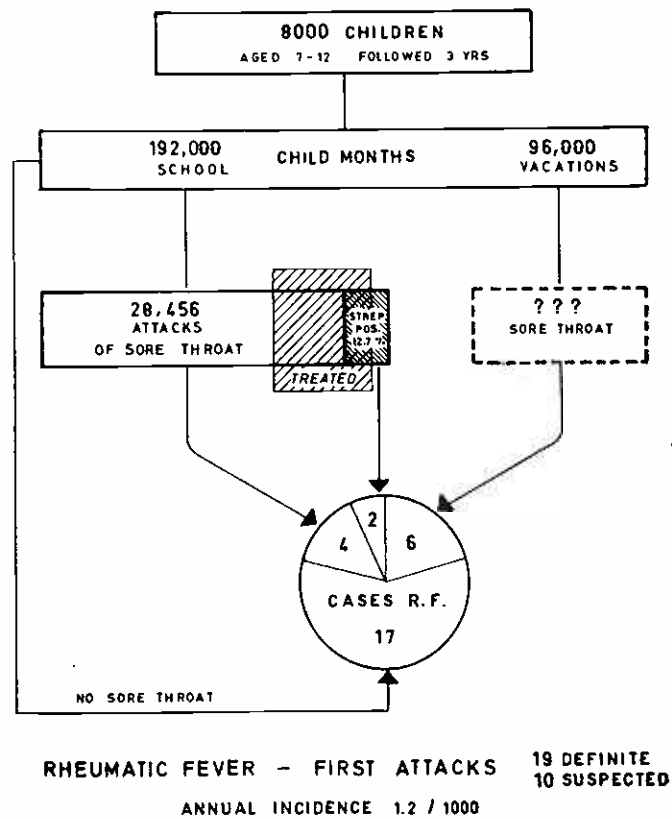 8000 CHILDREN
AGED 7-12 FOLLOWED 3 YRS
192,000
SCHOOL
CHILD MONTHS
96,000
VACATIONS
28,456
ATTACKS
OF SORE THROAT
STREP.
POS.
12.7 %
TREATED
? ? ?
SORE THROAT
2
4
6
CASES R.F.
17
NO SORE THROAT
RHEUMATIC FEVER – FIRST ATTACKS
19 DEFINITE
10 SUSPECTED
ANNUAL INCIDENCE 1.2 / 1000